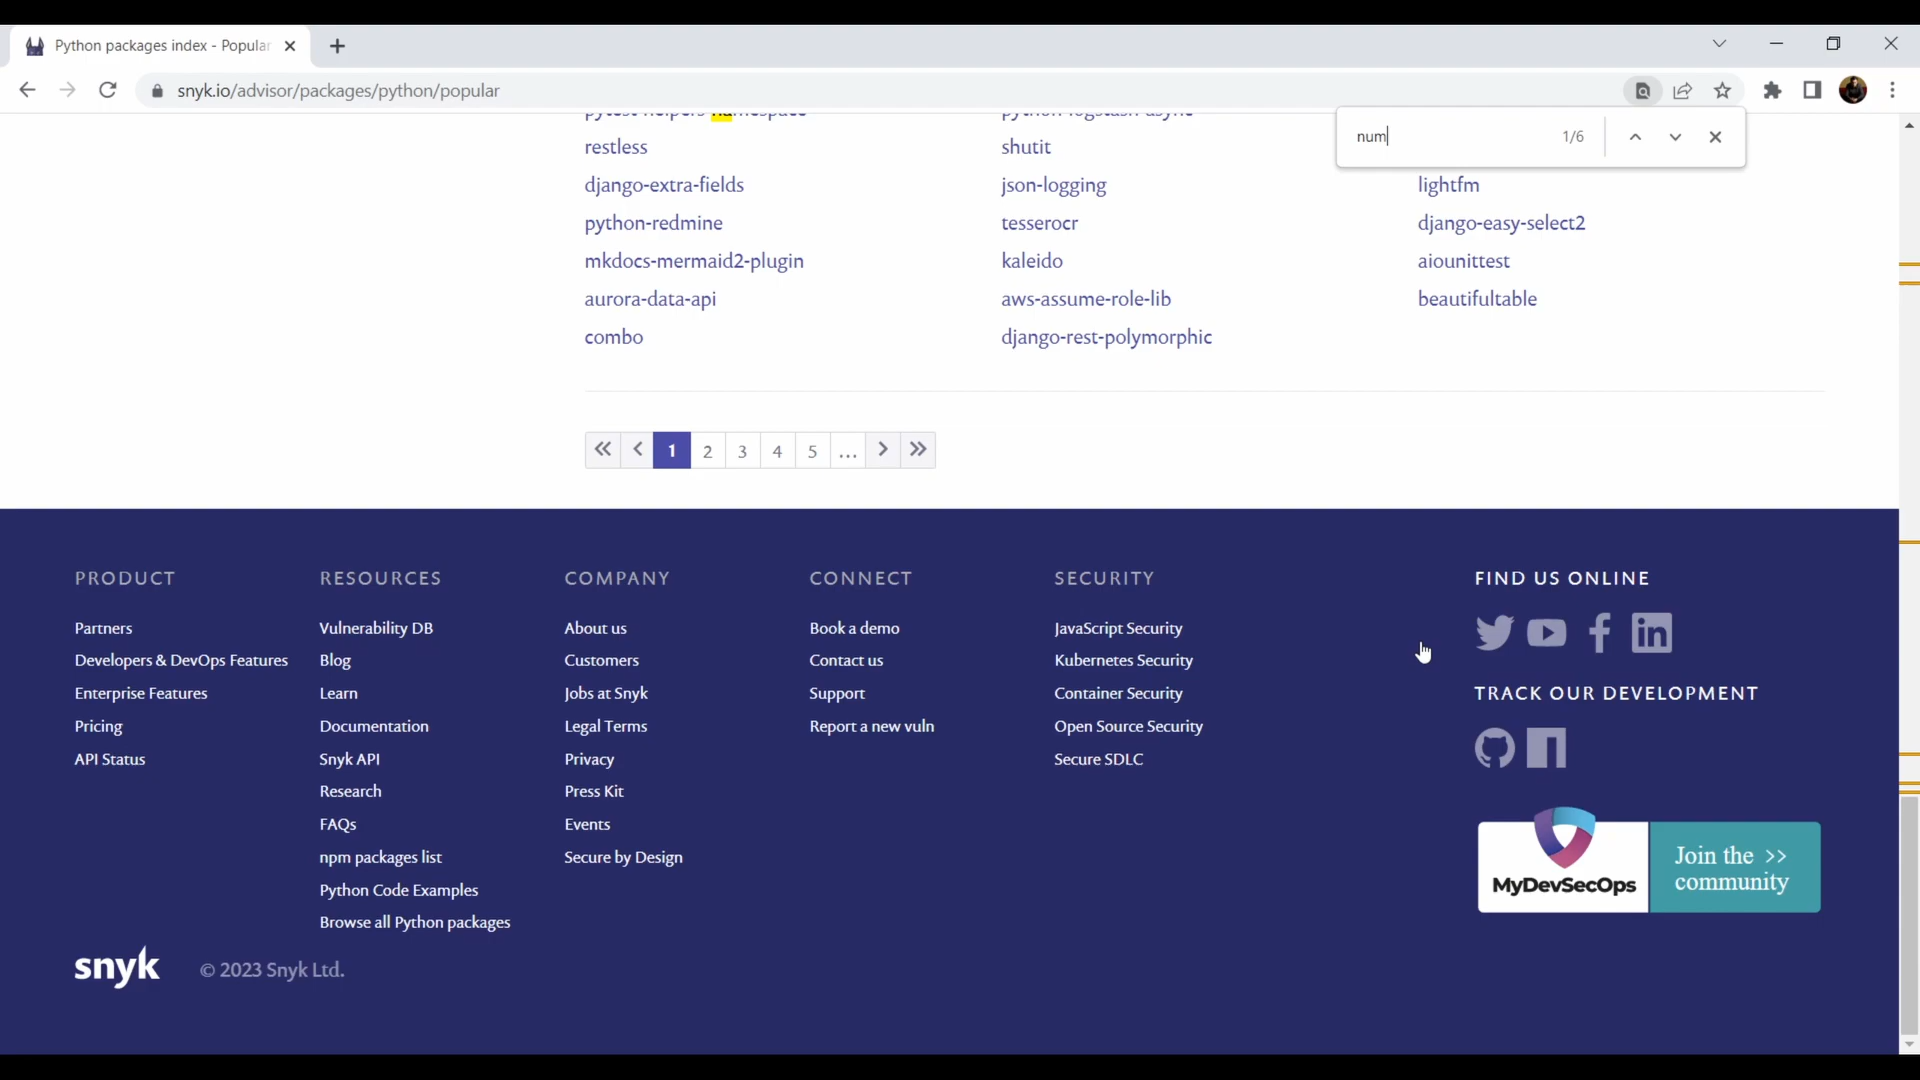 Python packages index - Popular
snyk.io/advisor/packages/python/popular
num 1/6
pytest-helpers-namespace python-logstash-async
restless shutit
django-extra-fields json-logging lightfm
python-redmine tesserocr django-easy-select2
mkdocs-mermaid2-plugin kaleido aiounittest
aurora-data-api aws-assume-role-lib beautifultable
combo django-rest-polymorphic
1 2 3 4 5 ...
PRODUCT
Partners
Developers & DevOps Features
Enterprise Features
Pricing
API Status
RESOURCES
Vulnerability DB
Blog
Learn
Documentation
Snyk API
Research
FAQs
npm packages list
Python Code Examples
Browse all Python packages
COMPANY
About us
Customers
Jobs at Snyk
Legal Terms
Privacy
Press Kit
Events
Secure by Design
CONNECT
Book a demo
Contact us
Support
Report a new vuln
SECURITY
JavaScript Security
Kubernetes Security
Container Security
Open Source Security
Secure SDLC
FIND US ONLINE
TRACK OUR DEVELOPMENT
MyDevSecOps
Join the >>
community
snyk © 2023 Snyk Ltd.